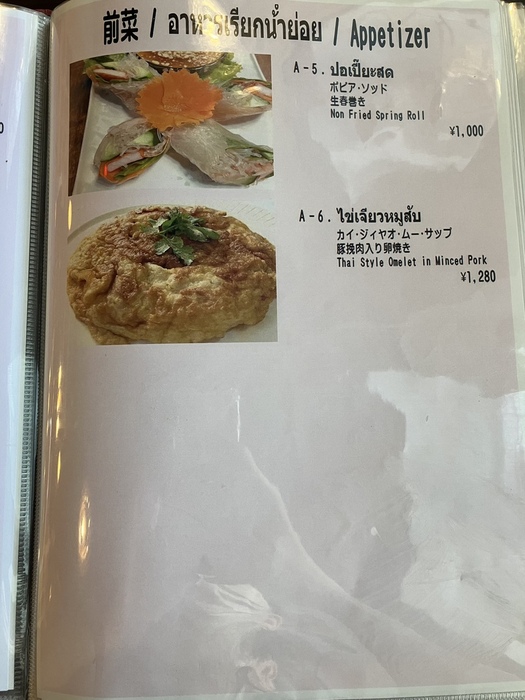 前菜 / อาหารเรียกน้ำย่อย / Appetizer
A-5. ปอเปี๊ยะสด
ポピア・ソッド
生春巻き
Non Fried Spring Roll
¥1,000
A-6. ไข่เจียวหมูสับ
カイ・ジィヤオ・ムー・サップ
豚挽肉入り卵焼き
Thai Style Omelet in Minced Pork
¥1,280
0